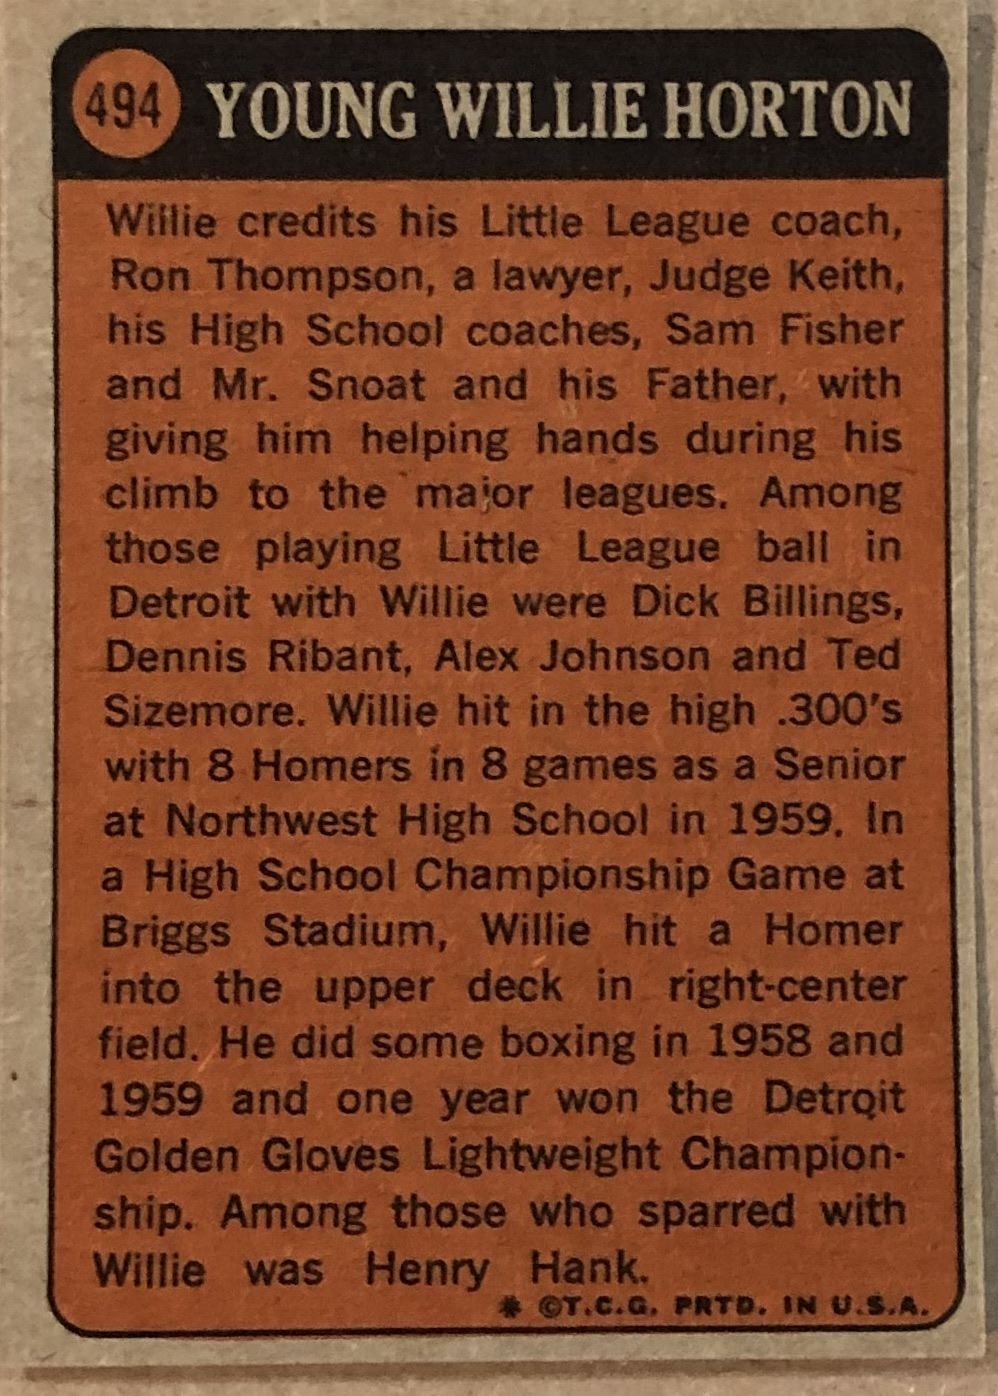 494 YOUNG WILLIE HORTON
Willie credits his Little League coach,
Ron Thompson, a lawyer, Judge Keith,
his High School coaches, Sam Fisher
and Mr. Snoat and his Father, with
giving him helping hands during his
climb to the major leagues. Among
those playing Little League ball in
Detroit with Willie were Dick Billings,
Dennis Ribant, Alex Johnson and Ted
Sizemore. Willie hit in the high .300's
with 8 Homers in 8 games as a Senior
at Northwest High School in 1959. In
a High School Championship Game at
Briggs Stadium, Willie hit a Homer
into the upper deck in right-center
field. He did some boxing in 1958 and
1959 and one year won the Detroit
Golden Gloves Lightweight Champion-
ship. Among those who sparred with
Willie was Henry Hank.
* ©T.C.G. PRTD. IN U.S.A.